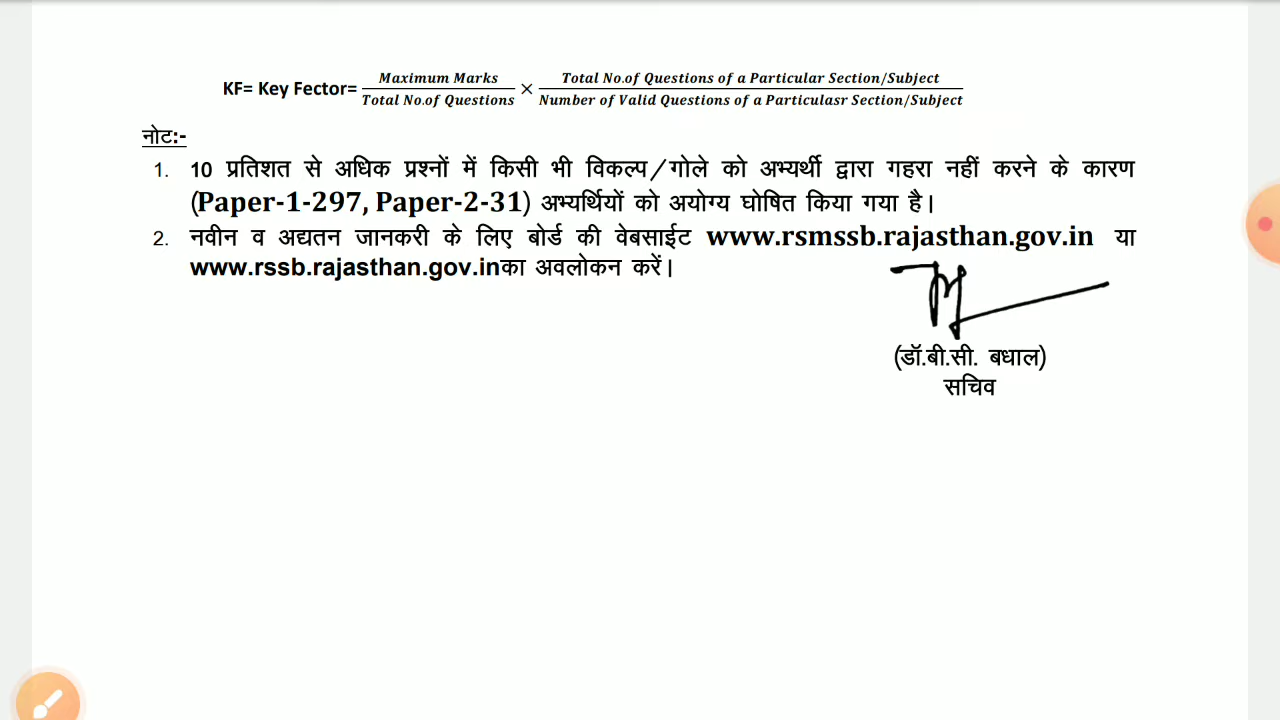 KF= Key Fector= Maximum Marks / Total No.of Questions × Total No.of Questions of a Particular Section/Subject / Number of Valid Questions of a Particulasr Section/Subject
नोटः-
1. 10 प्रतिशत से अधिक प्रश्नों में किसी भी विकल्प/गोले को अभ्यर्थी द्वारा गहरा नहीं करने के कारण
(Paper-1-297, Paper-2-31) अभ्यर्थियों को अयोग्य घोषित किया गया है।
2. नवीन व अद्यतन जानकरी के लिए बोर्ड की वेबसाईट www.rsmssb.rajasthan.gov.in या
www.rssb.rajasthan.gov.inका अवलोकन करें।
(डॉ.बी.सी. बधाल)
सचिव